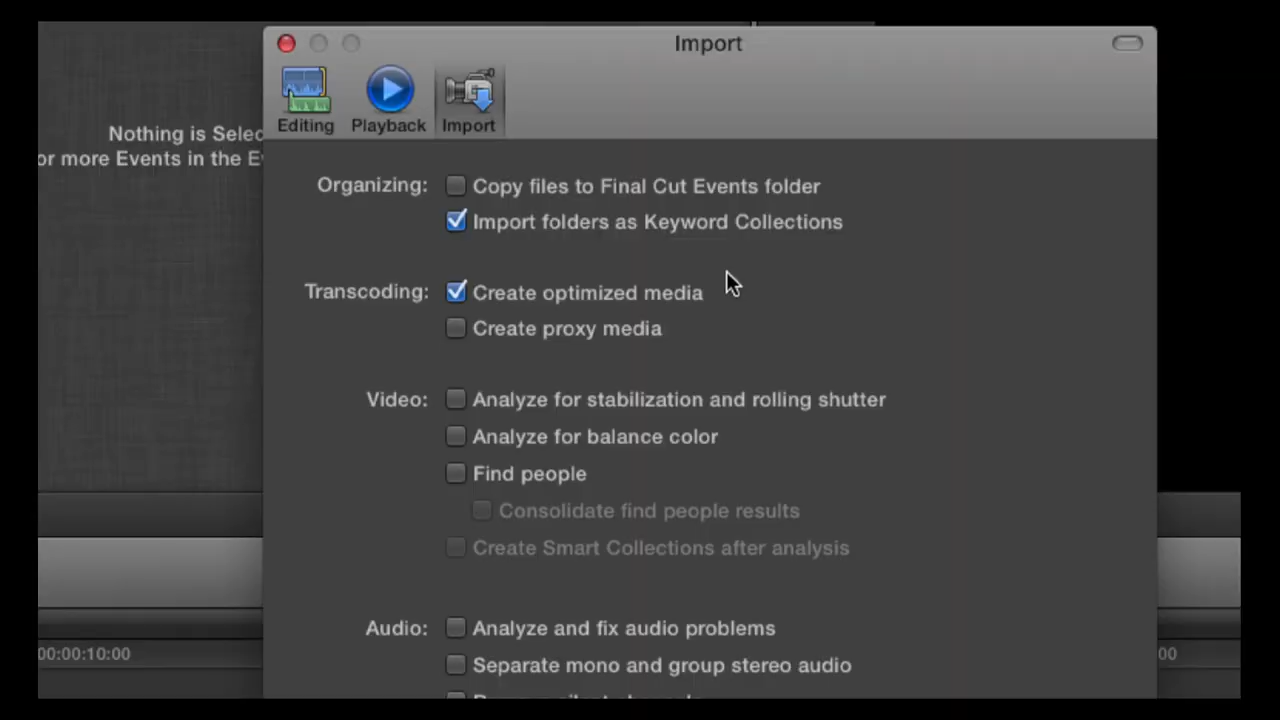 Import
Editing Playback Import
Nothing is Selec
or more Events in the E
Organizing: Copy files to Final Cut Events folder
Import folders as Keyword Collections
Transcoding: Create optimized media
Create proxy media
Video: Analyze for stabilization and rolling shutter
Analyze for balance color
Find people
Consolidate find people results
Create Smart Collections after analysis
Audio: Analyze and fix audio problems
00:00:10:00
00
Separate mono and group stereo audio